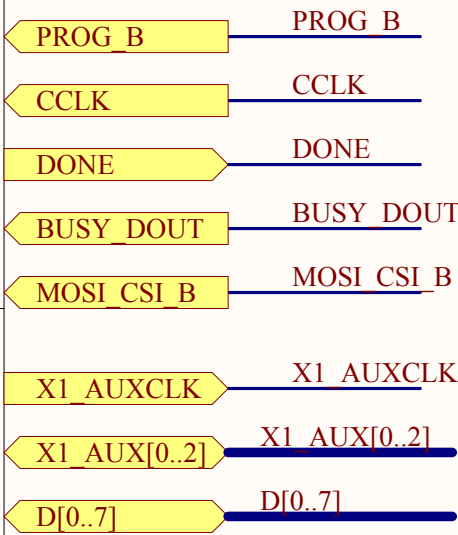 PROG_B PROG_B
CCLK CCLK
DONE DONE
BUSY_DOUT BUSY_DOUT
MOSI_CSI_B MOSI_CSI_B
X1_AUXCLK X1_AUXCLK
X1_AUX[0..2] X1_AUX[0..2]
D[0..7] D[0..7]